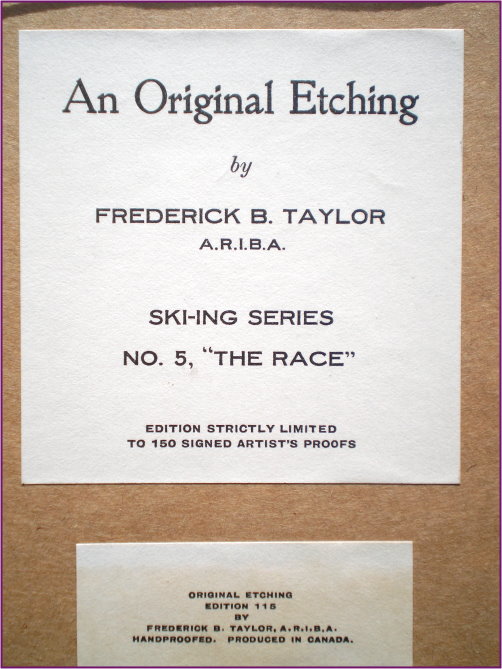 An Original Etching
by
FREDERICK B. TAYLOR
A.R.I.B.A.
SKI-ING SERIES
NO. 5, “THE RACE”
EDITION STRICTLY LIMITED
TO 150 SIGNED ARTIST'S PROOFS
ORIGINAL ETCHING
EDITION 115
BY
FREDERICK B. TAYLOR, A.R.I.B.A.
HANDPROOFED. PRODUCED IN CANADA.